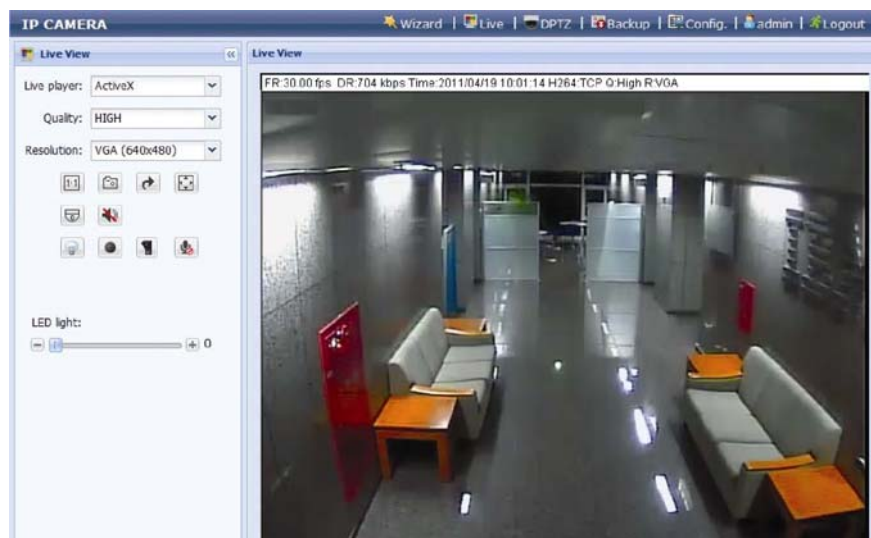 IP CAMERA
Wizard | Live | DPTZ | Backup | Config. | admin | Logout
Live View
Live View
Live player: ActiveX
FR:30.00 fps DR:704 kbps Time:2011/04/19 10:01:14 H264:TCP Q:High R:VGA
Quality: HIGH
Resolution: VGA (640x480)
1:1
LED light:
0